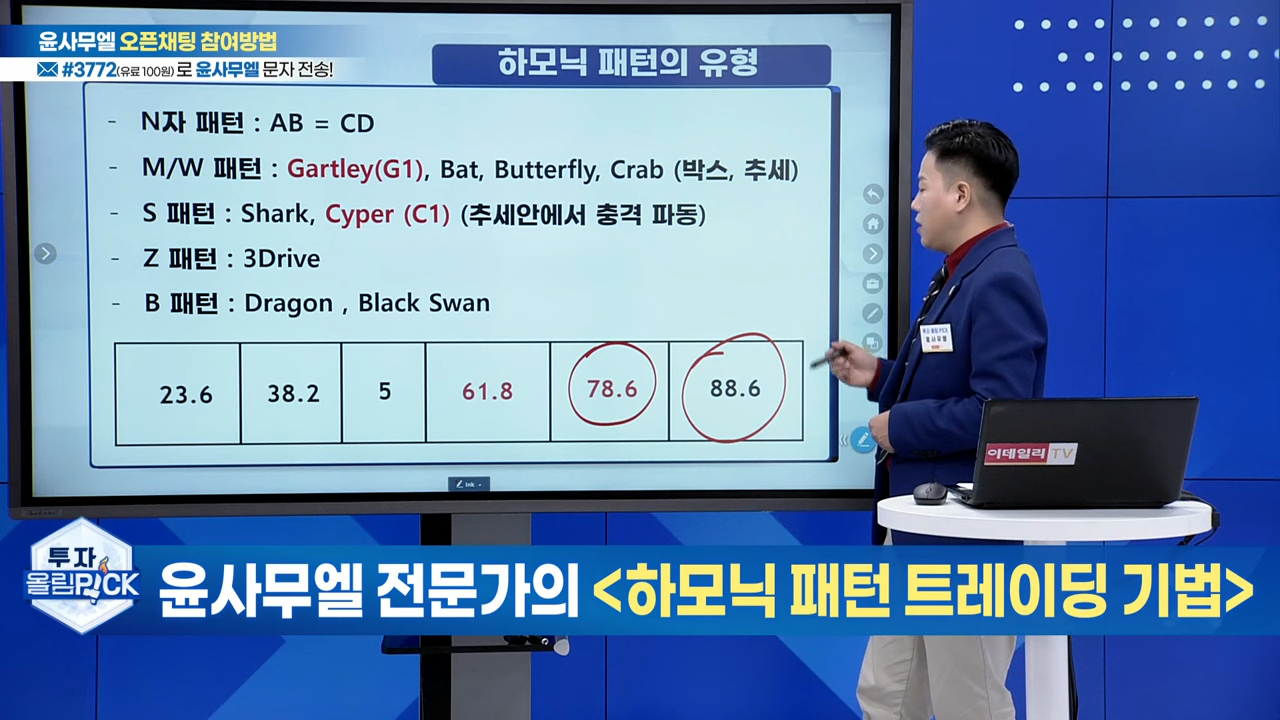 윤사무엘 오픈채팅 참여방법
#3772(유료 100원)로 윤사무엘 문자 전송!
하모닉 패턴의 유형
- N자 패턴 : AB = CD
- M/W 패턴 : Gartley(G1), Bat, Butterfly, Crab (박스, 추세)
- S 패턴 : Shark, Cyper (C1) (추세안에서 충격 파동)
- Z 패턴 : 3Drive
- B 패턴 : Dragon , Black Swan
23.6 38.2 5 61.8 78.6 88.6
Ink
이데일리TV
투자
올림P!CK
윤사무엘 전문가의 <하모닉 패턴 트레이딩 기법>